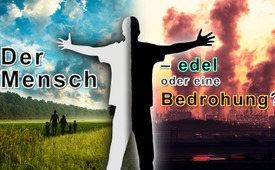 Der
Mensch
– edel
oder eine
Bedrohung?